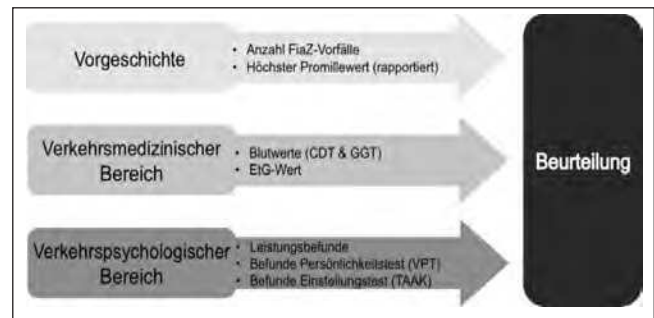 Vorgeschichte
• Anzahl FiaZ-Vorfälle
• Höchster Promillewert (rapportiert)
Verkehrsmedizinischer
Bereich
• Blutwerte (CDT & GGT)
• EtG-Wert
Verkehrspsychologischer
Bereich
• Leistungsbefunde
• Befunde Persönlichkeitstest (VPT)
• Befunde Einstellungstest (TAAK)
Beurteilung